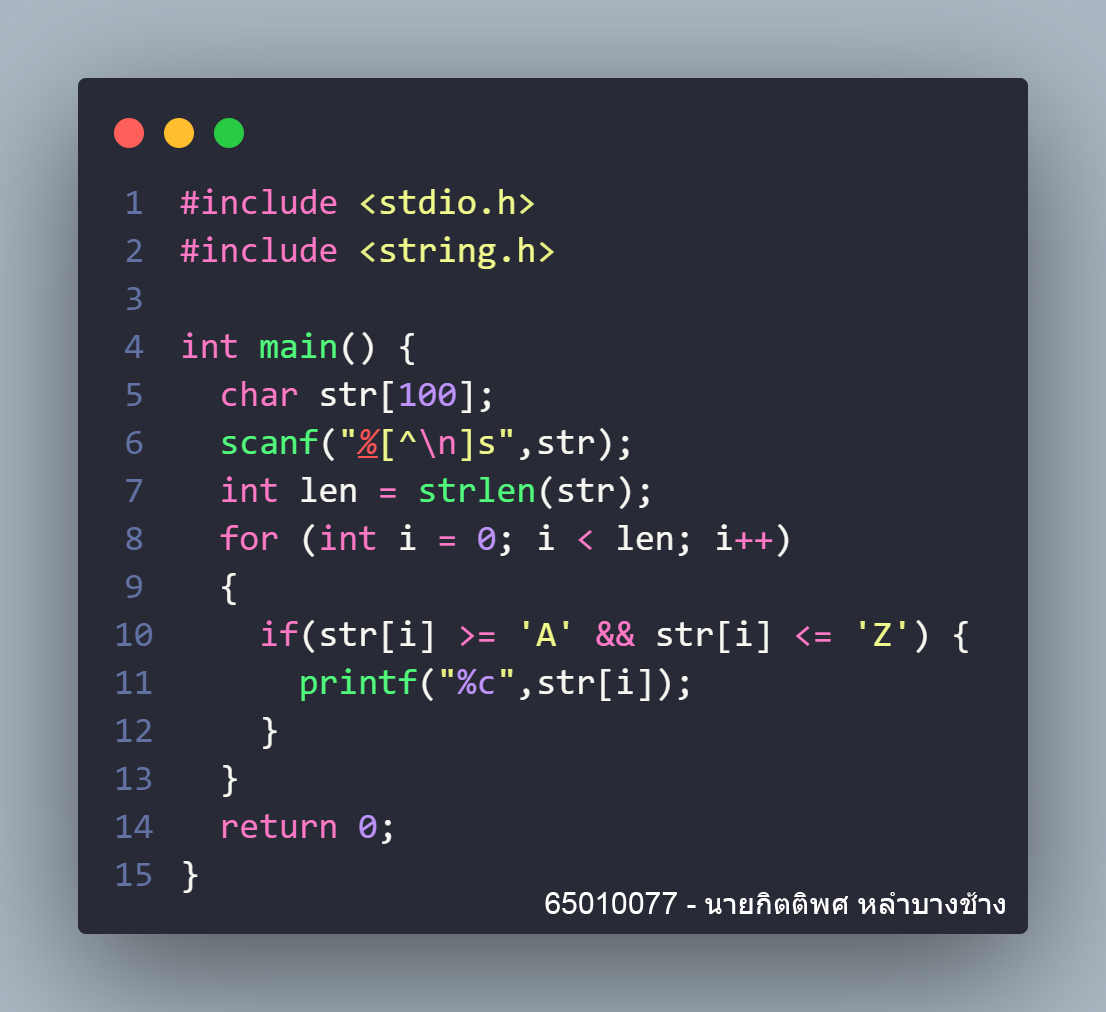 1 #include <stdio.h>
2 #include <string.h>
3
4 int main() {
5   char str[100];
6   scanf("%[^\n]s",str);
7   int len = strlen(str);
8   for (int i = 0; i < len; i++)
9   {
10     if(str[i] >= 'A' && str[i] <= 'Z') {
11       printf("%c",str[i]);
12     }
13   }
14   return 0;
15 }
65010077 - นายกิตติพศ หลำบางช้าง